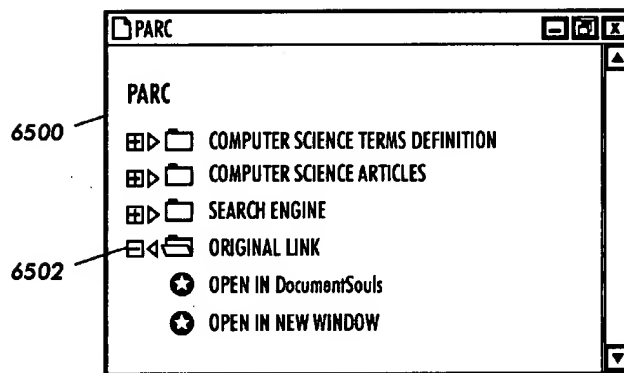 PARC
PARC
6500
COMPUTER SCIENCE TERMS DEFINITION
COMPUTER SCIENCE ARTICLES
SEARCH ENGINE
6502
ORIGINAL LINK
OPEN IN DocumentSouls
OPEN IN NEW WINDOW